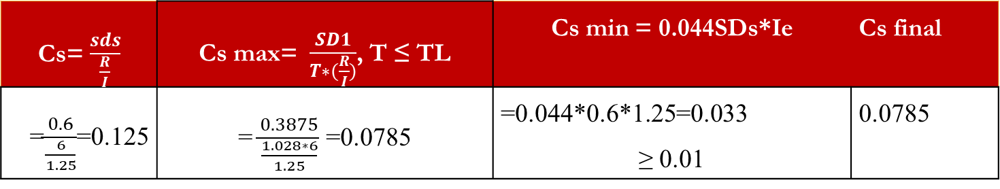 Cs= sds / (R / I)
Cs max= SD1 / (T*(R / I)), T ≤ TL
Cs min = 0.044SDs*Ie
Cs final
= 0.6 / (6 / 1.25) =0.125
= 0.3875 / (1.028*6 / 1.25) =0.0785
=0.044*0.6*1.25=0.033
≥ 0.01
0.0785